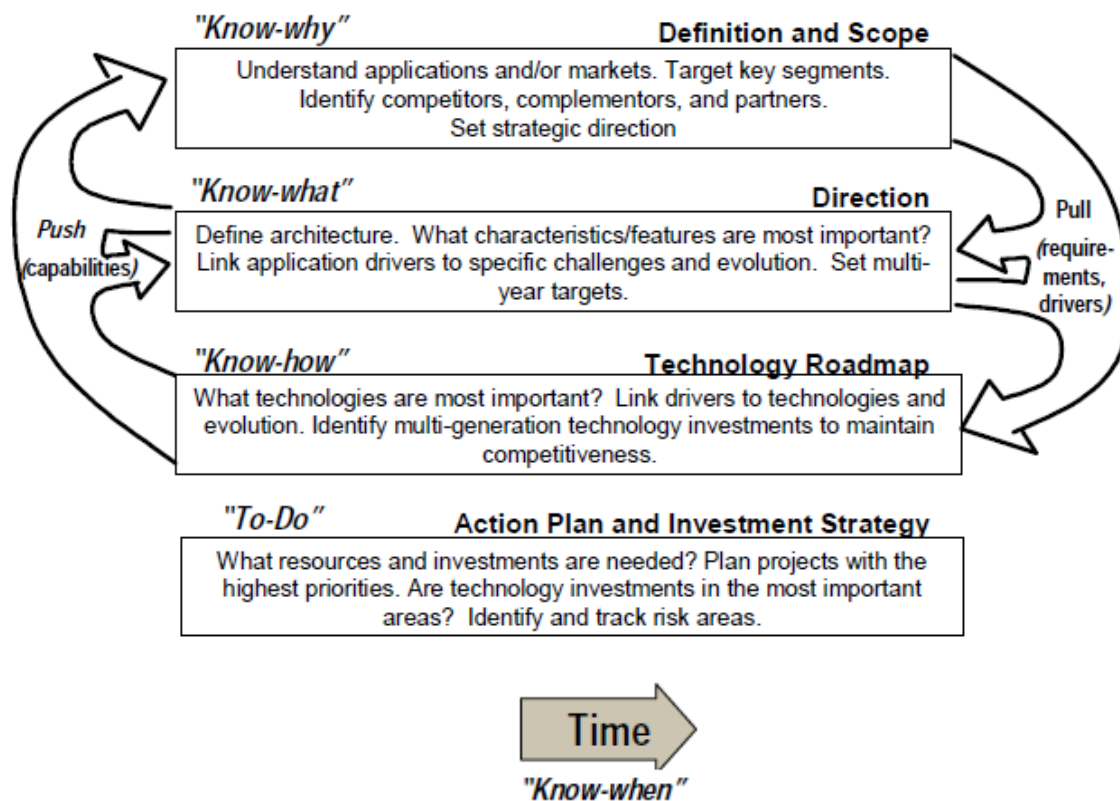 "Know-why"
Definition and Scope
Understand applications and/or markets. Target key segments.
Identify competitors, complementors, and partners.
Set strategic direction
"Know-what"
Direction
Define architecture. What characteristics/features are most important?
Link application drivers to specific challenges and evolution. Set multi-
year targets.
Push
(capabilities)
Pull
(require-
ments,
drivers)
"Know-how"
Technology Roadmap
What technologies are most important? Link drivers to technologies and
evolution. Identify multi-generation technology investments to maintain
competitiveness.
"To-Do"
Action Plan and Investment Strategy
What resources and investments are needed? Plan projects with the
highest priorities. Are technology investments in the most important
areas? Identify and track risk areas.
Time
"Know-when"